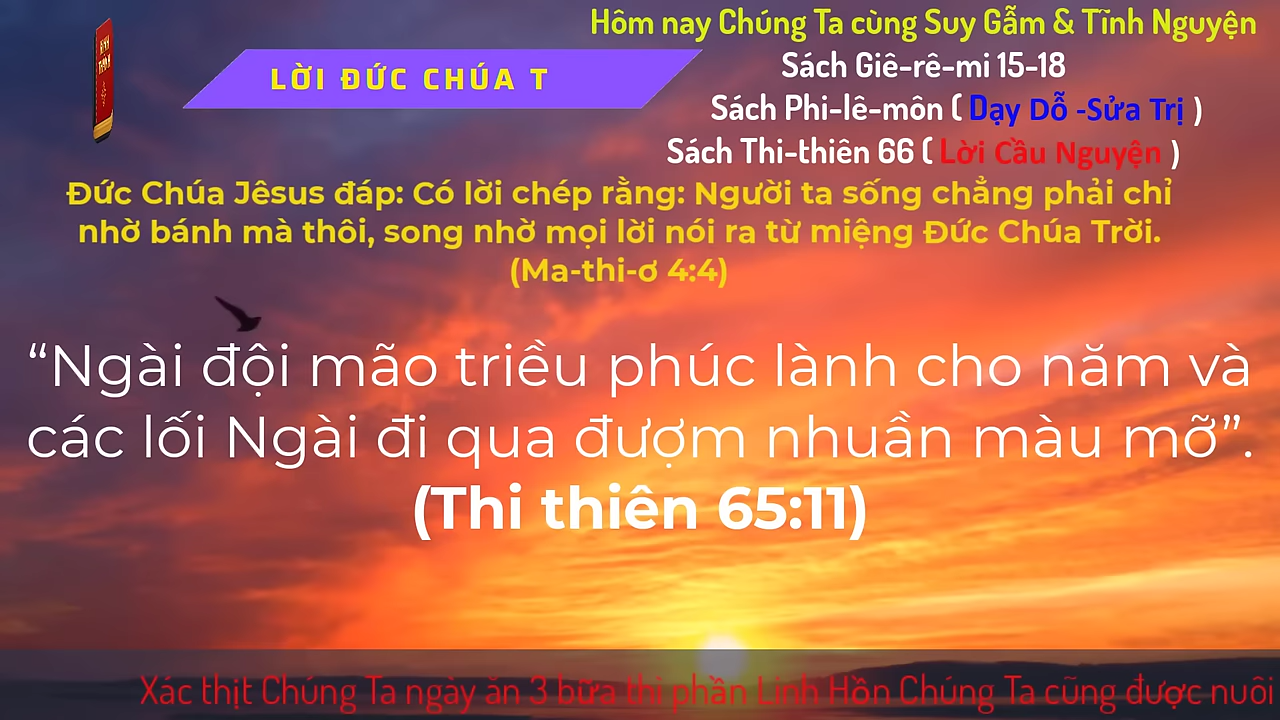 Hôm nay Chúng Ta cùng Suy Gẫm & Tĩnh Nguyện
Sách Giê-rê-mi 15-18
Sách Phi-lê-môn ( Dạy Dỗ -Sửa Trị )
Sách Thi-thiên 66 ( Lời Cầu Nguyện )
KINH THÁNH
LỜI ĐỨC CHÚA T
Đức Chúa Jêsus đáp: Có lời chép rằng: Người ta sống chẳng phải chỉ
nhờ bánh mà thôi, song nhờ mọi lời nói ra từ miệng Đức Chúa Trời.
(Ma-thi-ơ 4:4)
“Ngài đội mão triều phúc lành cho năm và
các lối Ngài đi qua đượm nhuần màu mỡ”.
(Thi thiên 65:11)
Xác thịt Chúng Ta ngày ăn 3 bữa thì phần Linh Hồn Chúng Ta cũng được nuôi